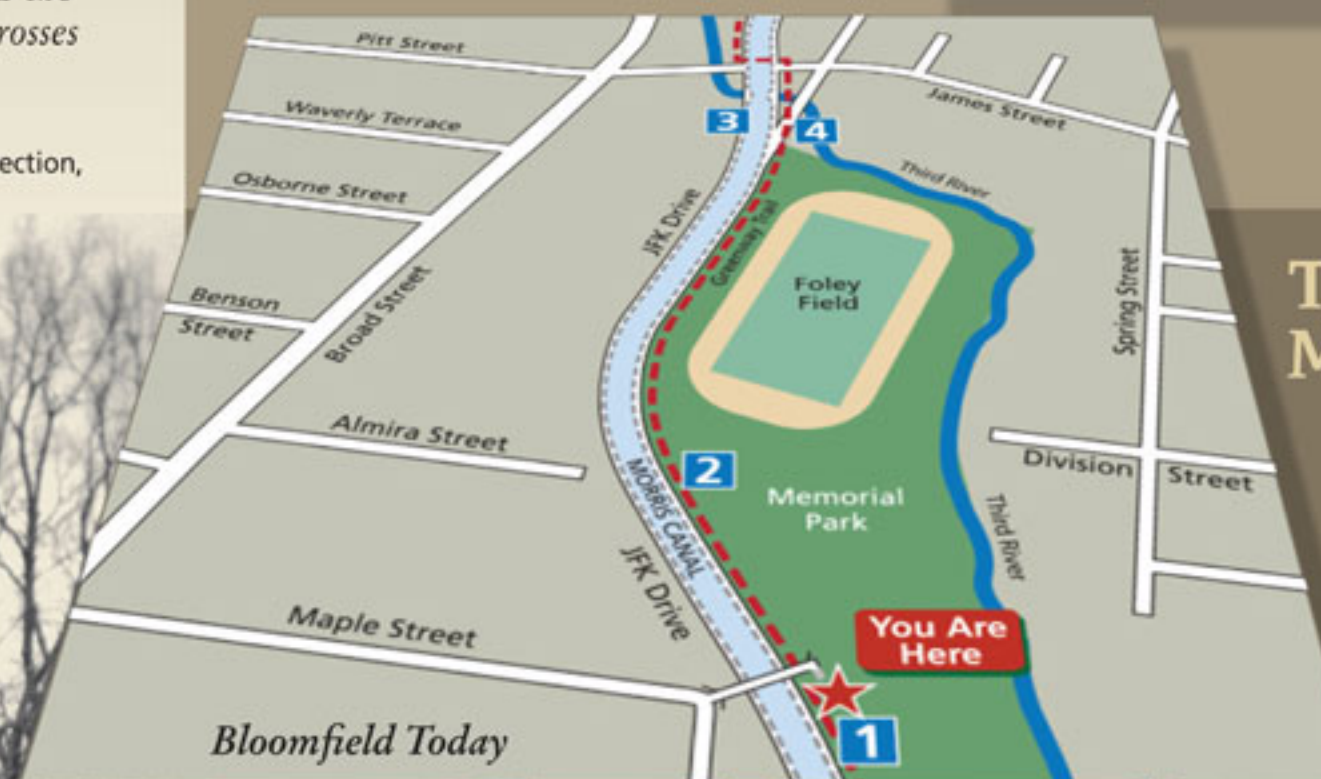 rosses
ection,
Pitt Street
Waverly Terrace
Osborne Street
Benson
Street
Broad Street
Almira Street
Maple Street
Bloomfield Today
JFK Drive
Greenway Trail
MORRIS CANAL
JFK Drive
3
4
James Street
Third River
Foley
Field
2
Memorial
Park
Spring Street
Division Street
Third River
You Are
Here
1
T
M